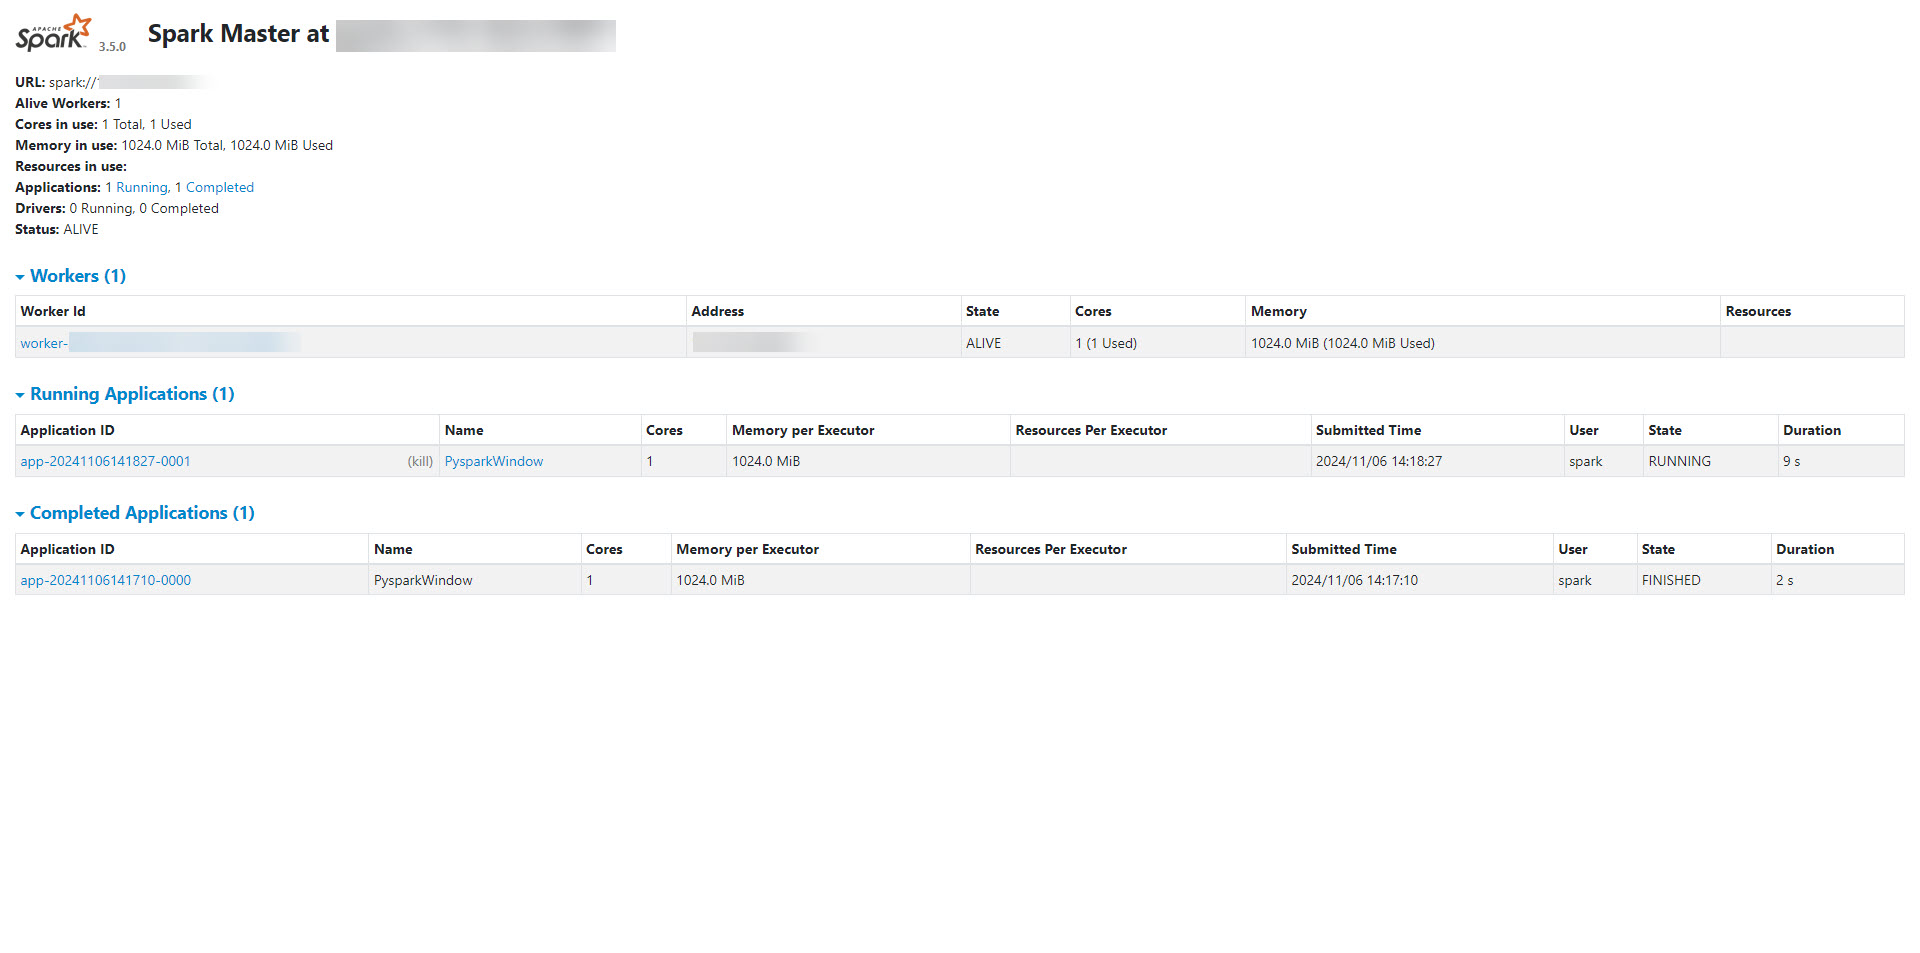 APACHE
Spark 3.5.0 Spark Master at
URL: spark://
Alive Workers: 1
Cores in use: 1 Total, 1 Used
Memory in use: 1024.0 MiB Total, 1024.0 MiB Used
Resources in use:
Applications: 1 Running, 1 Completed
Drivers: 0 Running, 0 Completed
Status: ALIVE
Workers (1)
Worker Id Address State Cores Memory Resources
worker- ALIVE 1 (1 Used) 1024.0 MiB (1024.0 MiB Used)
Running Applications (1)
Application ID Name Cores Memory per Executor Resources Per Executor Submitted Time User State Duration
app-20241106141827-0001 (kill) PysparkWindow 1 1024.0 MiB 2024/11/06 14:18:27 spark RUNNING 9 s
Completed Applications (1)
Application ID Name Cores Memory per Executor Resources Per Executor Submitted Time User State Duration
app-20241106141710-0000 PysparkWindow 1 1024.0 MiB 2024/11/06 14:17:10 spark FINISHED 2 s